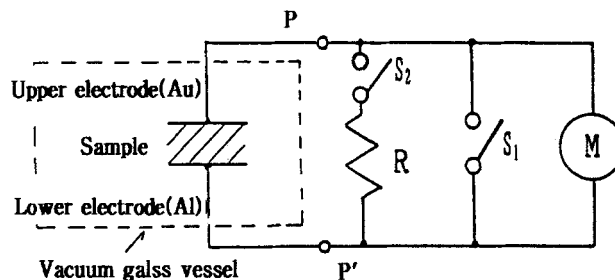 P
Upper electrode(Au)
S₂
Sample
R
S₁
M
Lower electrode(Al)
Vacuum galss vessel
P'